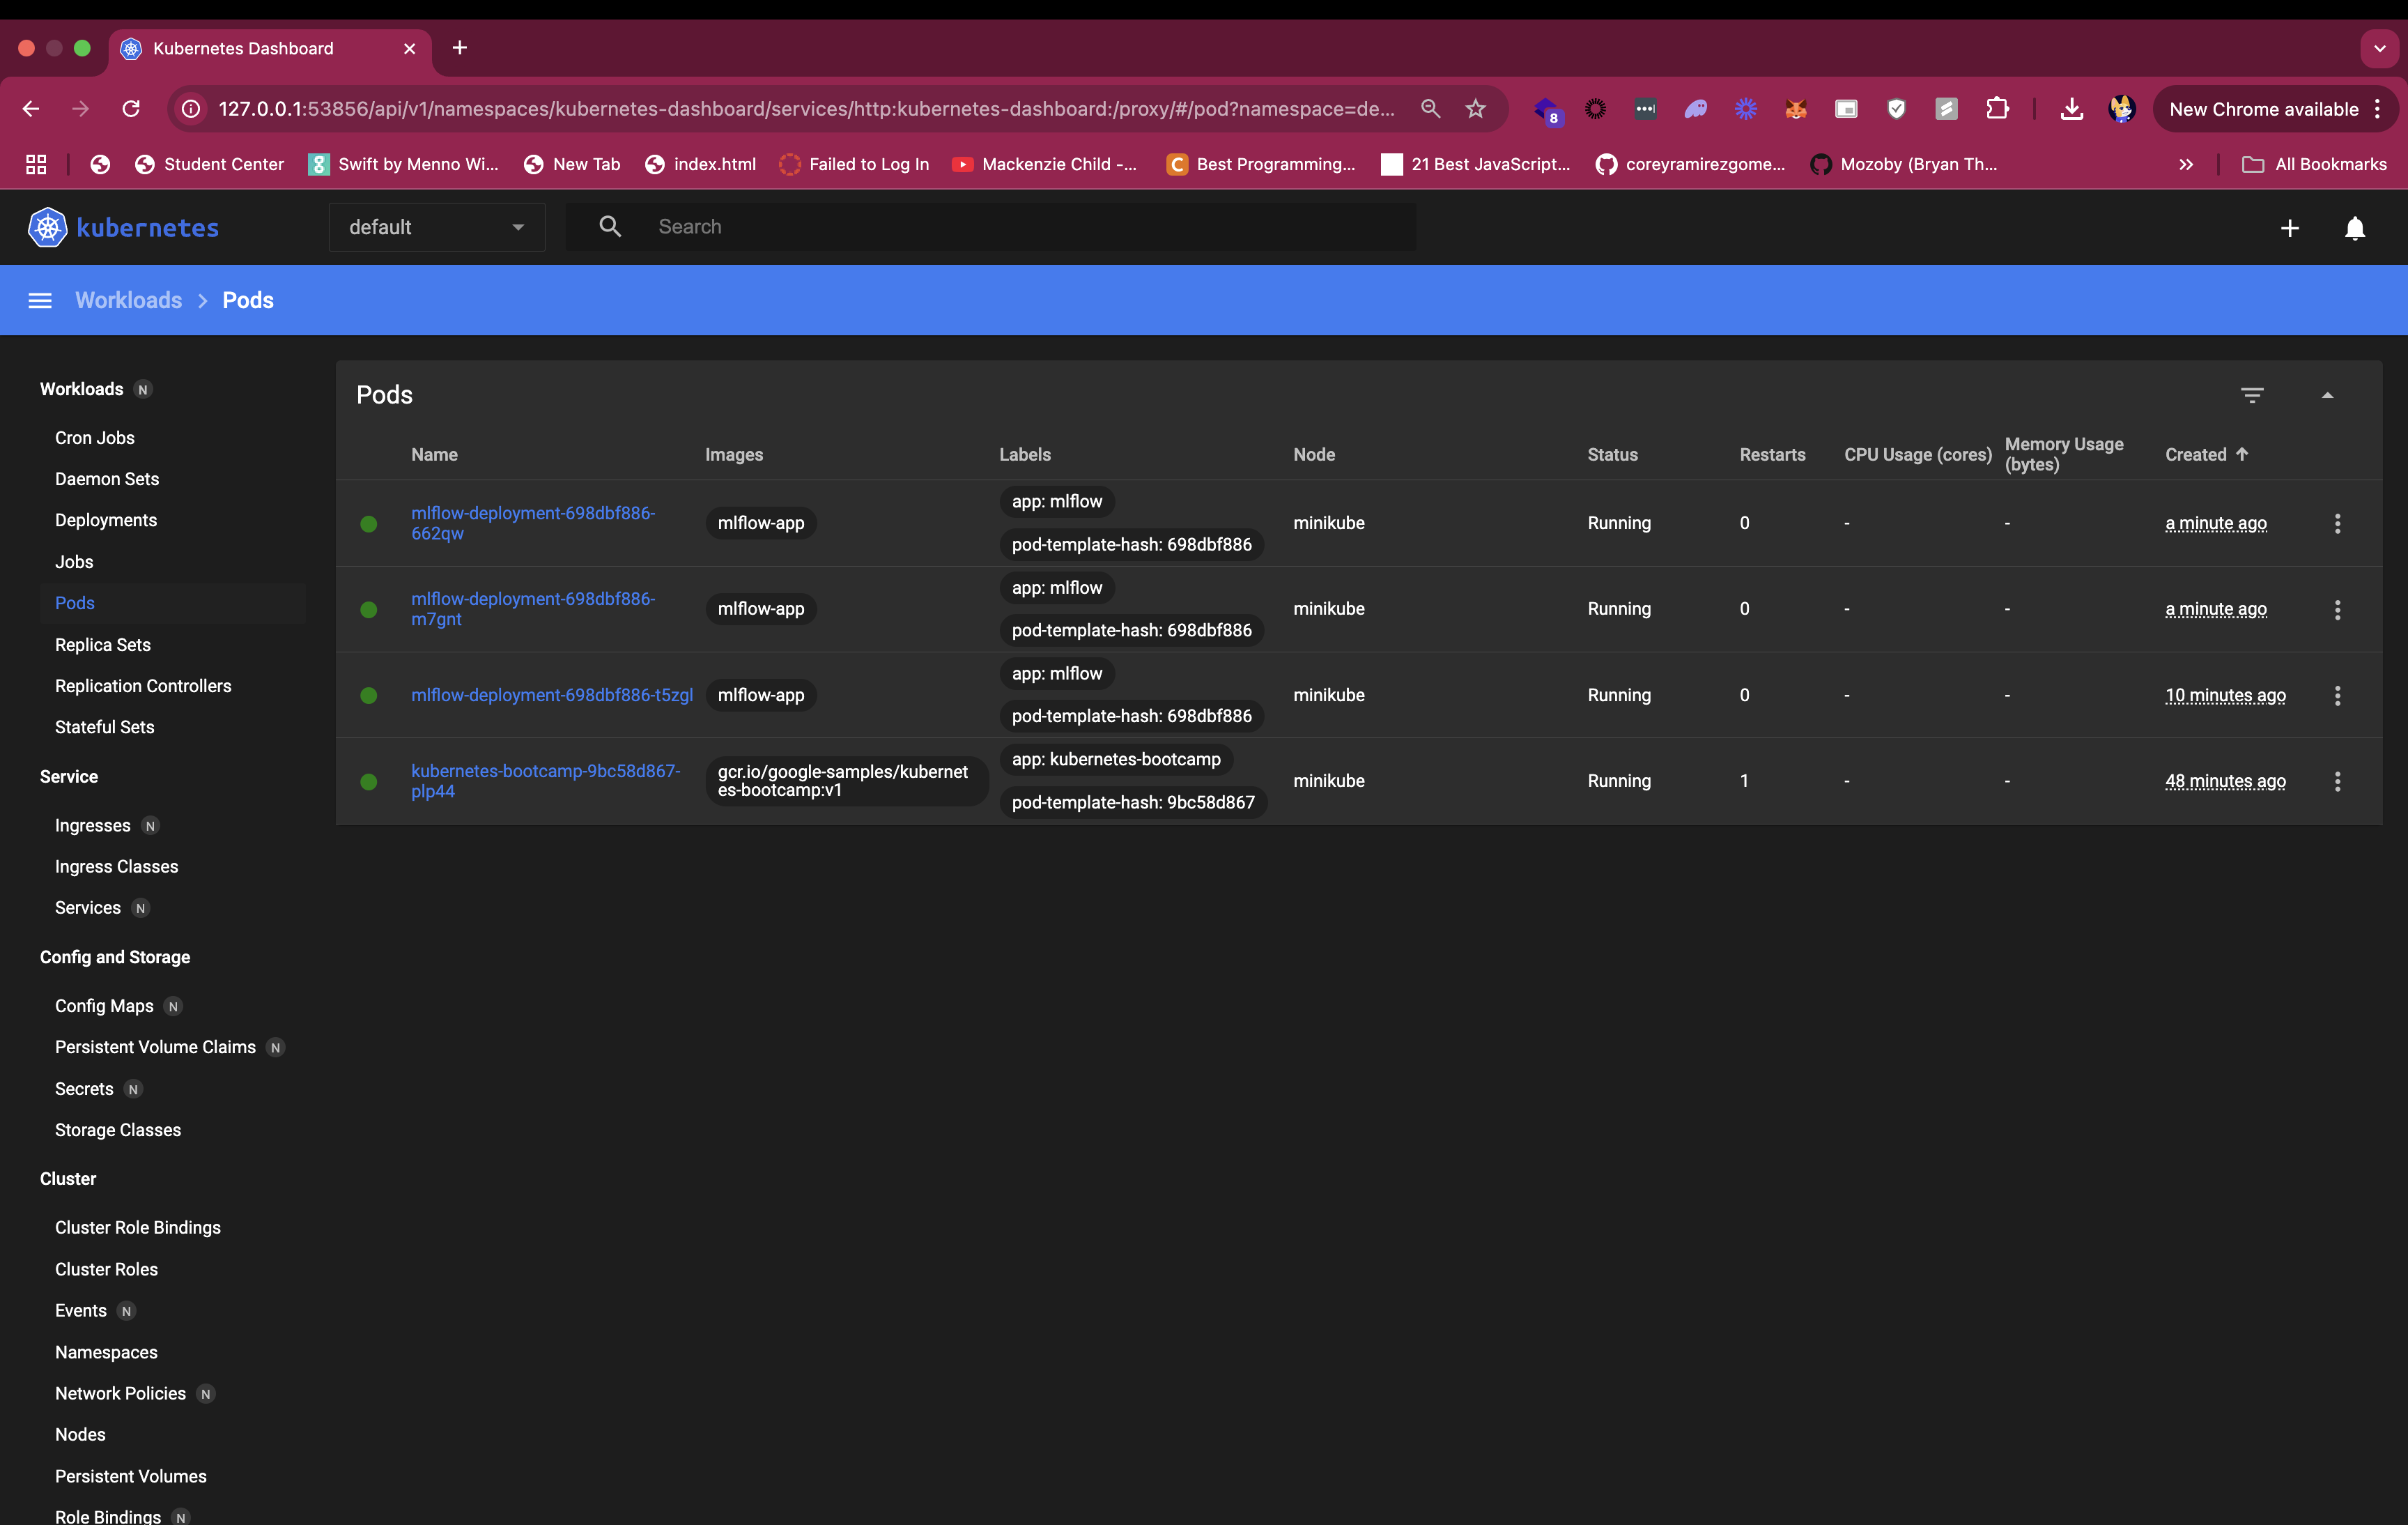 Kubernetes Dashboard
127.0.0.1:53856/api/v1/namespaces/kubernetes-dashboard/services/http:kubernetes-dashboard:/proxy/#/pod?namespace=de...
8
New Chrome available
Student Center
Swift by Menno Wi...
New Tab
index.html
Failed to Log In
Mackenzie Child -...
C
Best Programming...
21 Best JavaScript...
coreyramirezgome...
Mozoby (Bryan Th...
All Bookmarks
kubernetes
default
Search
Workloads
Pods
Workloads N
Cron Jobs
Daemon Sets
Deployments
Jobs
Pods
Replica Sets
Replication Controllers
Stateful Sets
Service
Ingresses N
Ingress Classes
Services N
Config and Storage
Config Maps N
Persistent Volume Claims N
Secrets N
Storage Classes
Cluster
Cluster Role Bindings
Cluster Roles
Events N
Namespaces
Network Policies N
Nodes
Persistent Volumes
Role Bindings N
Pods
Name
Images
Labels
Node
Status
Restarts
CPU Usage (cores)
Memory Usage
(bytes)
Created
mlflow-deployment-698dbf886-
662qw
mlflow-app
app: mlflow
pod-template-hash: 698dbf886
minikube
Running
0
-
-
a minute ago
mlflow-deployment-698dbf886-
m7gnt
mlflow-app
app: mlflow
pod-template-hash: 698dbf886
minikube
Running
0
-
-
a minute ago
mlflow-deployment-698dbf886-t5zgl
mlflow-app
app: mlflow
pod-template-hash: 698dbf886
minikube
Running
0
-
-
10 minutes ago
kubernetes-bootcamp-9bc58d867-
plp44
gcr.io/google-samples/kubernet
es-bootcamp:v1
app: kubernetes-bootcamp
pod-template-hash: 9bc58d867
minikube
Running
1
-
-
48 minutes ago